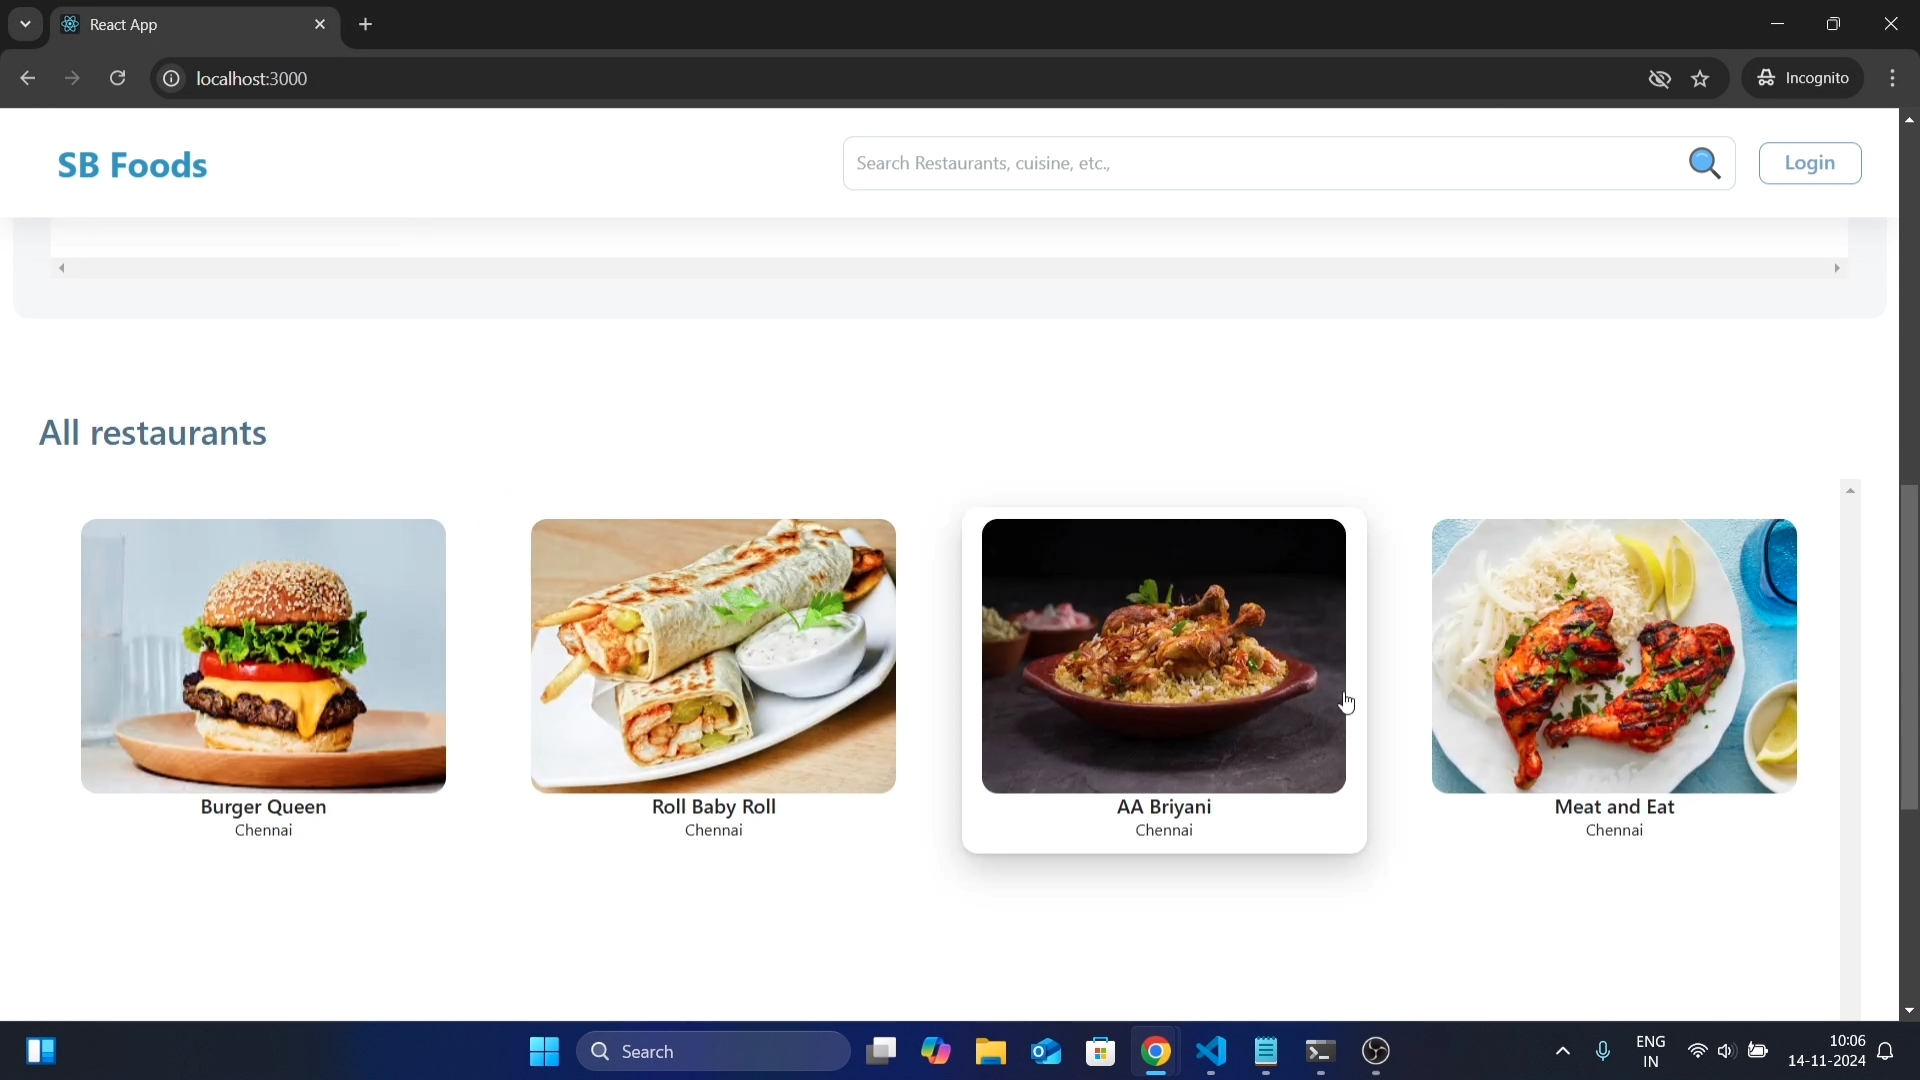 React App
localhost:3000
Incognito
SB Foods
Search Restaurants, cuisine, etc.,
Login
All restaurants
Burger Queen
Chennai
Roll Baby Roll
Chennai
AA Briyani
Chennai
Meat and Eat
Chennai
Search
ENG
IN
10:06
14-11-2024